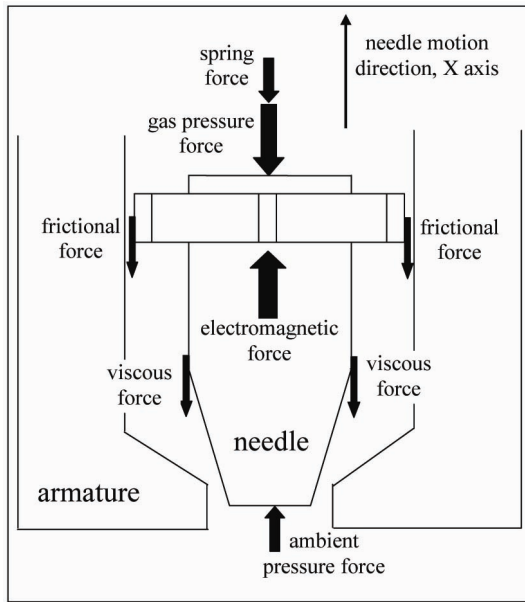 spring
force
needle motion
direction, X axis
gas pressure
force
frictional
force
frictional
force
electromagnetic
force
viscous
force
viscous
force
needle
armature
ambient
pressure force